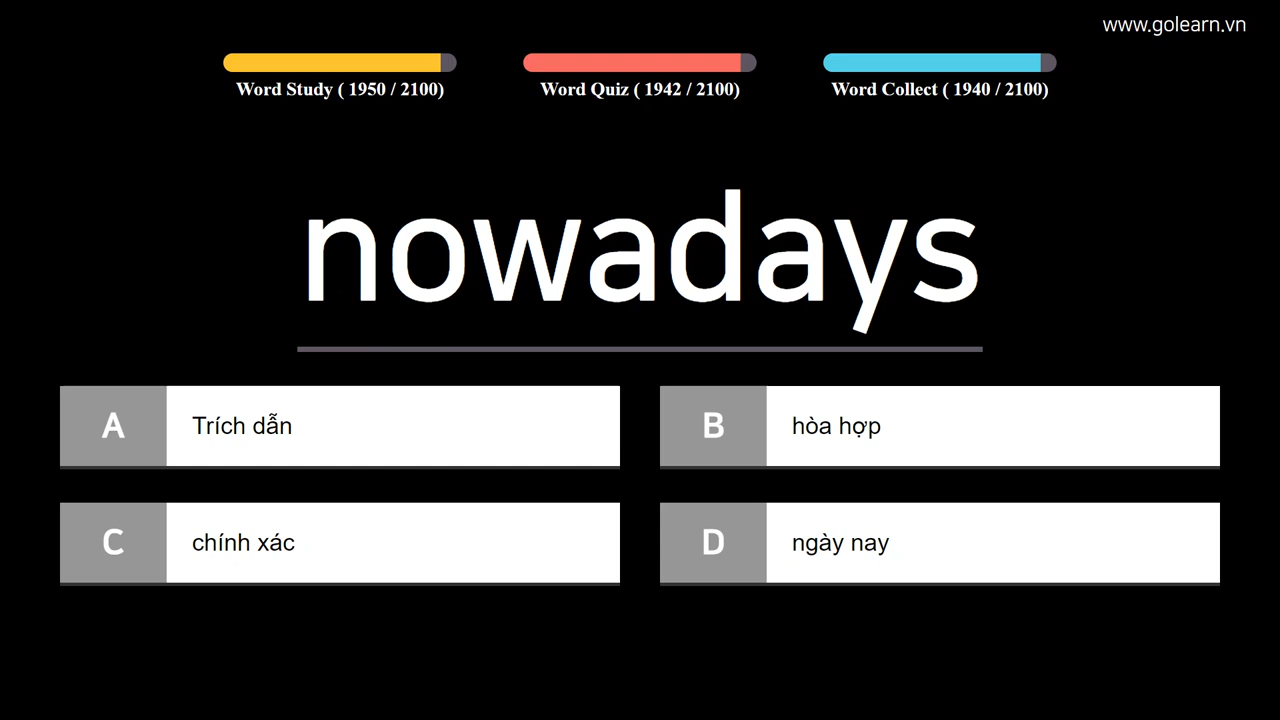 www.golearn.vn
Word Study ( 1950 / 2100)
Word Quiz ( 1942 / 2100)
Word Collect ( 1940 / 2100)
nowadays
A Trích dẫn
B hòa hợp
C chính xác
D ngày nay